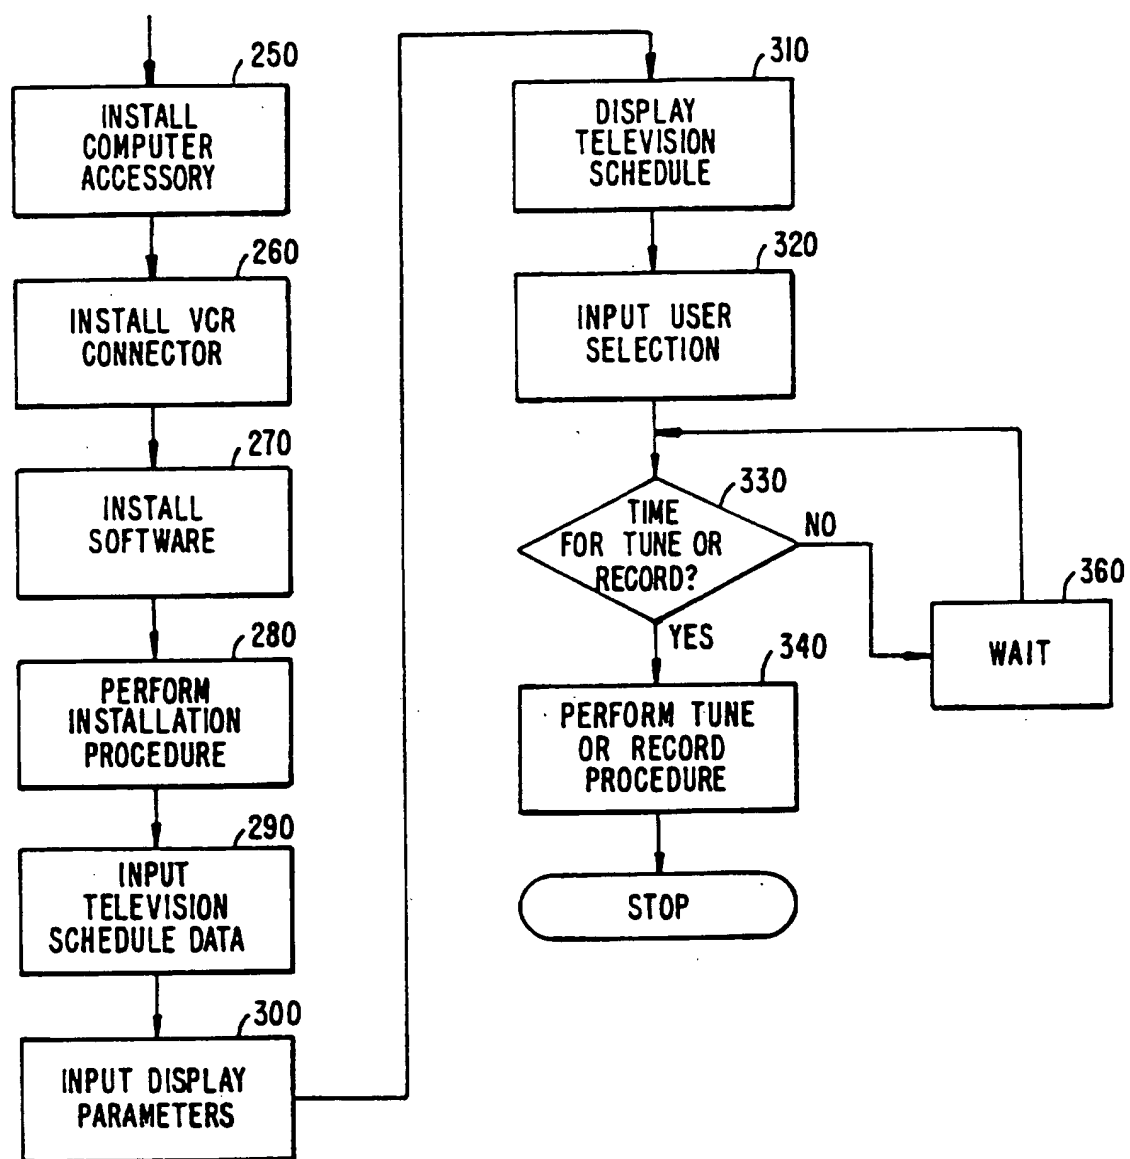 250
INSTALL
COMPUTER
ACCESSORY
260
INSTALL VCR
CONNECTOR
270
INSTALL
SOFTWARE
280
PERFORM
INSTALLATION
PROCEDURE
290
INPUT
TELEVISION
SCHEDULE DATA
300
INPUT DISPLAY
PARAMETERS
310
DISPLAY
TELEVISION
SCHEDULE
320
INPUT USER
SELECTION
330
TIME
FOR TUNE OR
RECORD?
NO
YES
360
WAIT
340
PERFORM TUNE
OR RECORD
PROCEDURE
STOP